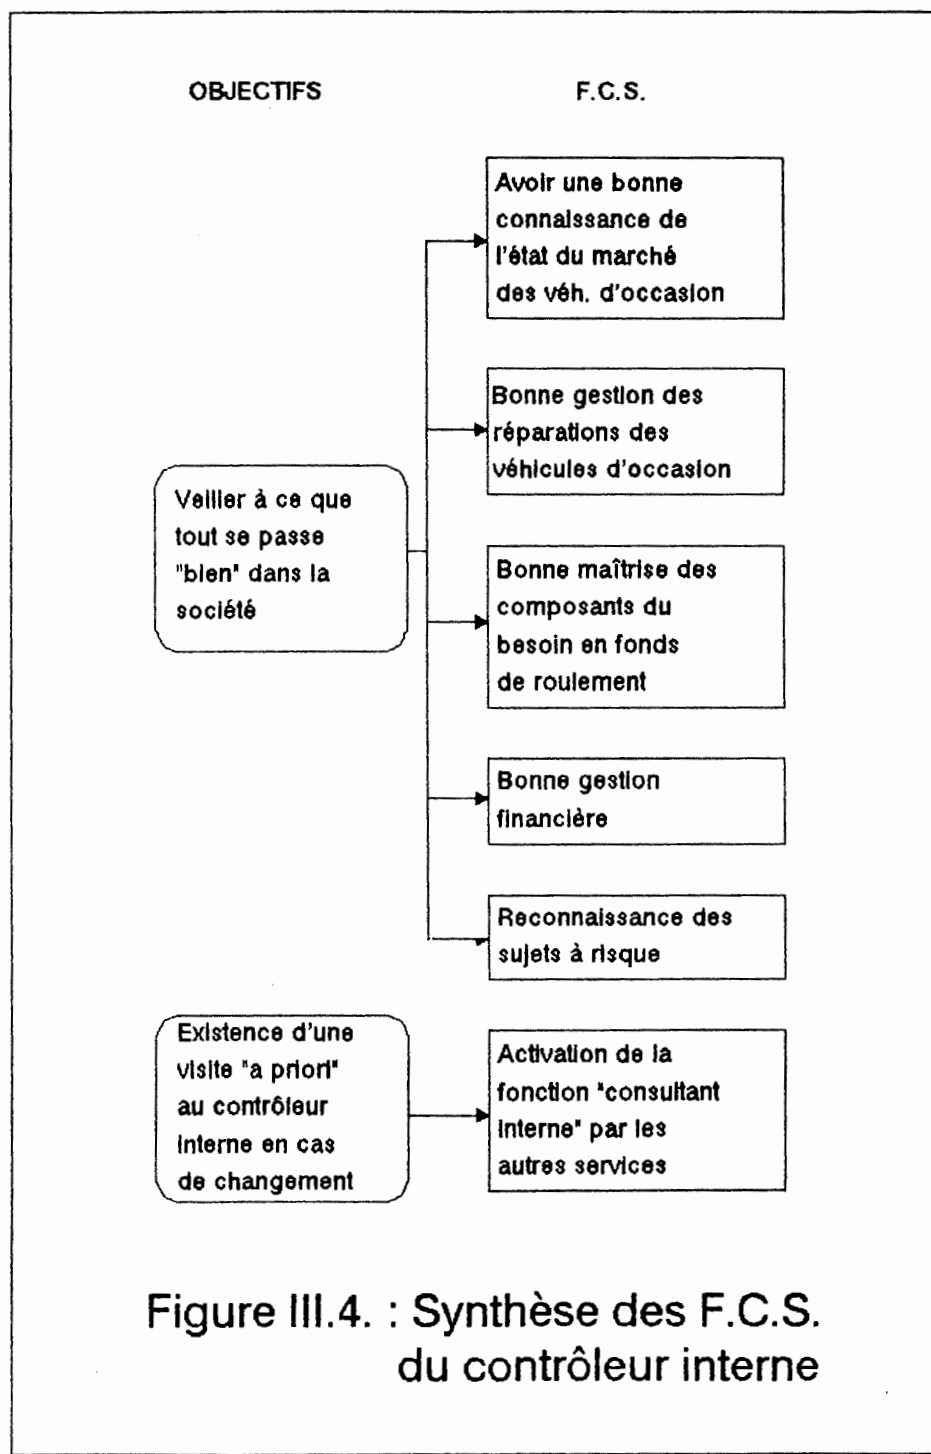 OBJECTIFS
F.C.S.
Avoir une bonne
connaissance de
l'état du marché
des véh. d'occasion
Bonne gestion des
réparations des
véhicules d'occasion
Veiller à ce que
tout se passe
"bien" dans la
société
Bonne maîtrise des
composants du
besoin en fonds
de roulement
Bonne gestion
financière
Reconnaissance des
sujets à risque
Existence d'une
visite "a priori"
au contrôleur
interne en cas
de changement
Activation de la
fonction "consultant
interne" par les
autres services
Figure III.4. : Synthèse des F.C.S.
du contrôleur interne